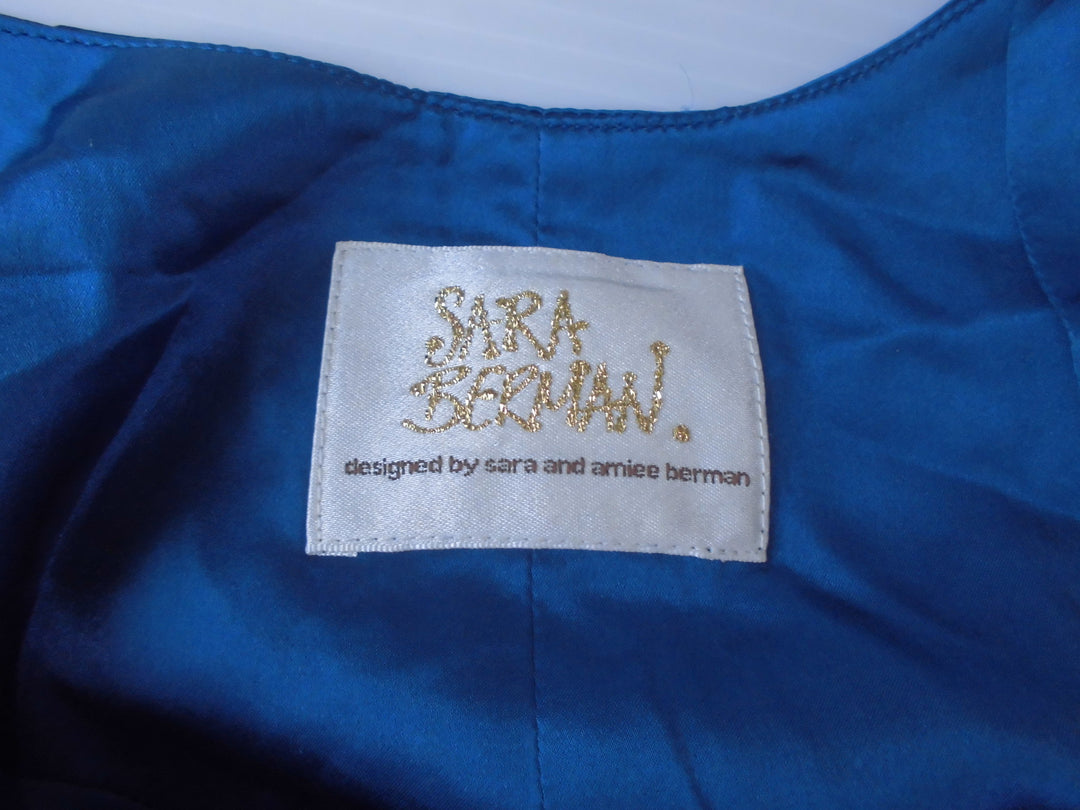 SARA
BERMAN.
designed by sara and amiee berman